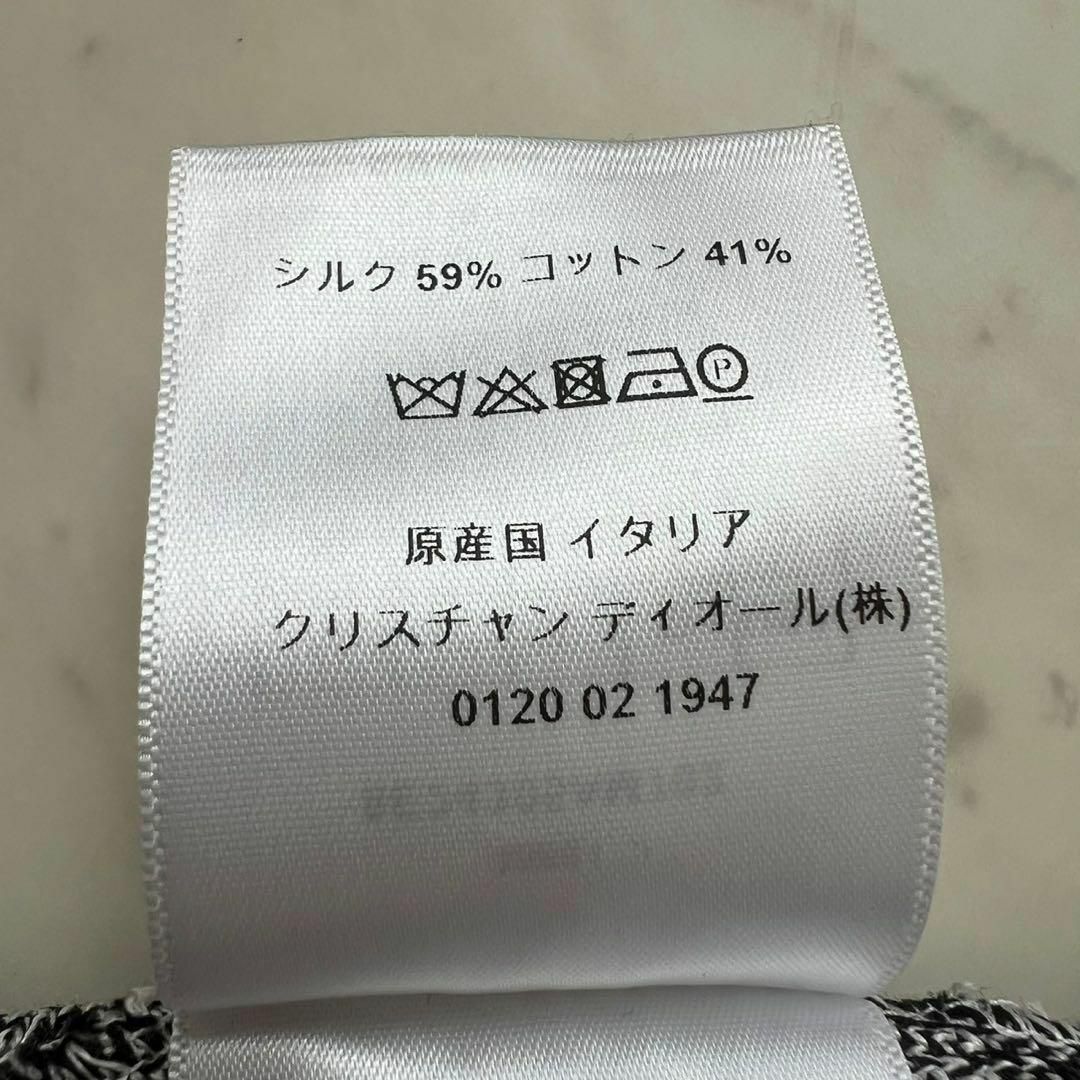 シルク 59% コットン 41%
P
原産国 イタリア
クリスチャン ディオール(株)
0120 02 1947